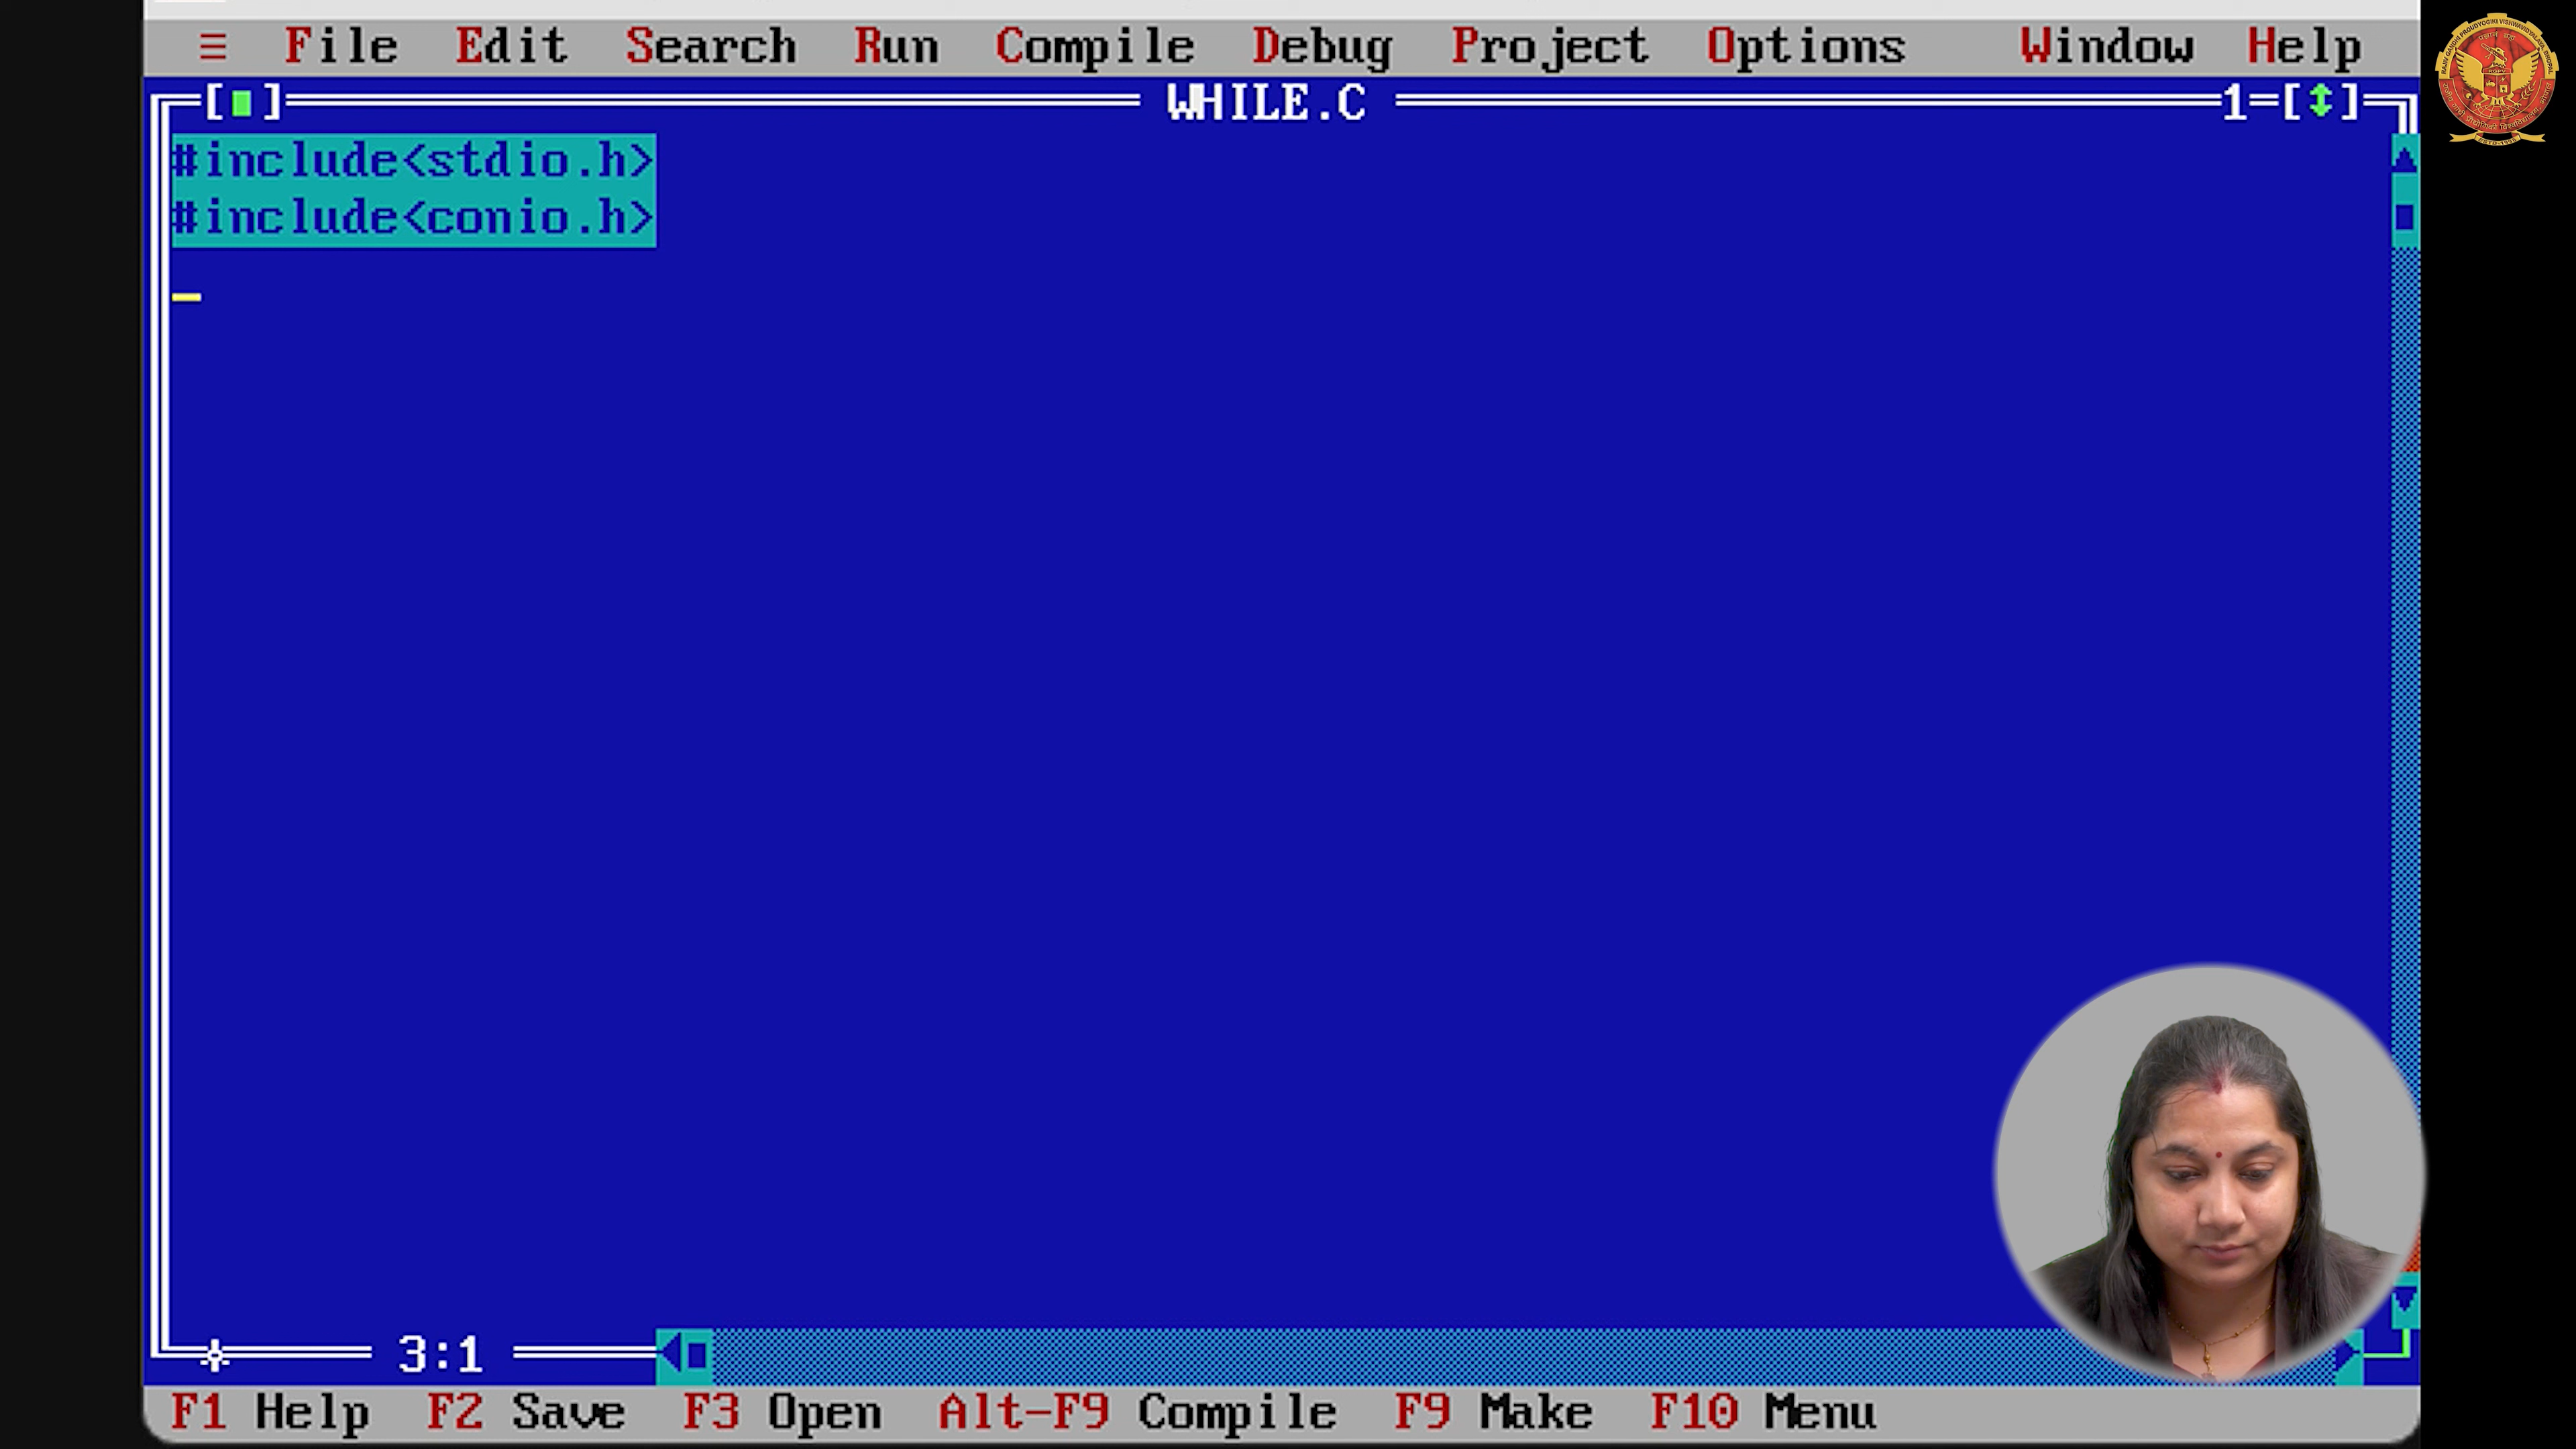 ≡ File Edit Search Run Compile Debug Project Options Window Help
[■] WHILE.C 1=[↕]
#include<stdio.h>
#include<conio.h>
3:1
F1 Help F2 Save F3 Open Alt-F9 Compile F9 Make F10 Menu